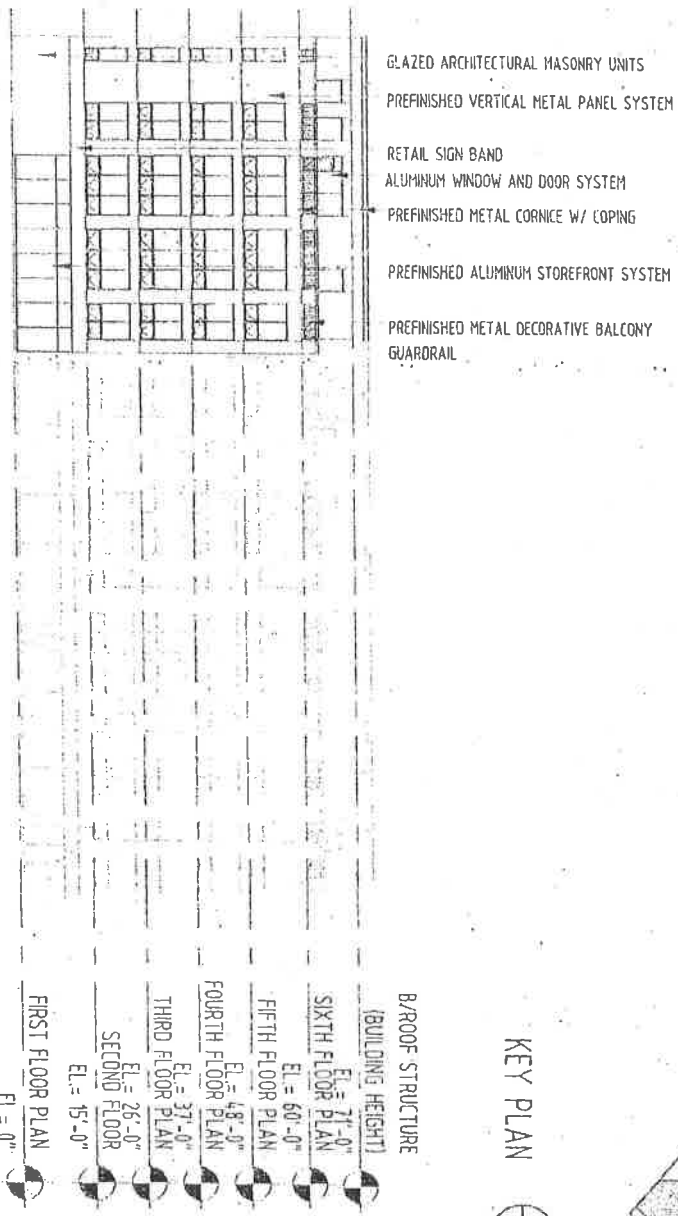 GLAZED ARCHITECTURAL MASONRY UNITS
PREFINISHED VERTICAL METAL PANEL SYSTEM
RETAIL SIGN BAND
ALUMINUM WINDOW AND DOOR SYSTEM
PREFINISHED METAL CORNICE W/ COPING
PREFINISHED ALUMINUM STOREFRONT SYSTEM
PREFINISHED METAL DECORATIVE BALCONY
GUARDRAIL
KEY PLAN
B/ROOF STRUCTURE
(BUILDING HEIGHT)
EL.= 71'-0"
SIXTH FLOOR PLAN
EL.= 60'-0"
FIFTH FLOOR PLAN
EL.= 48'-0"
FOURTH FLOOR PLAN
EL.= 37'-0"
THIRD FLOOR PLAN
EL.= 26'-0"
SECOND FLOOR
EL.= 15'-0"
FIRST FLOOR PLAN
EL.= 0"